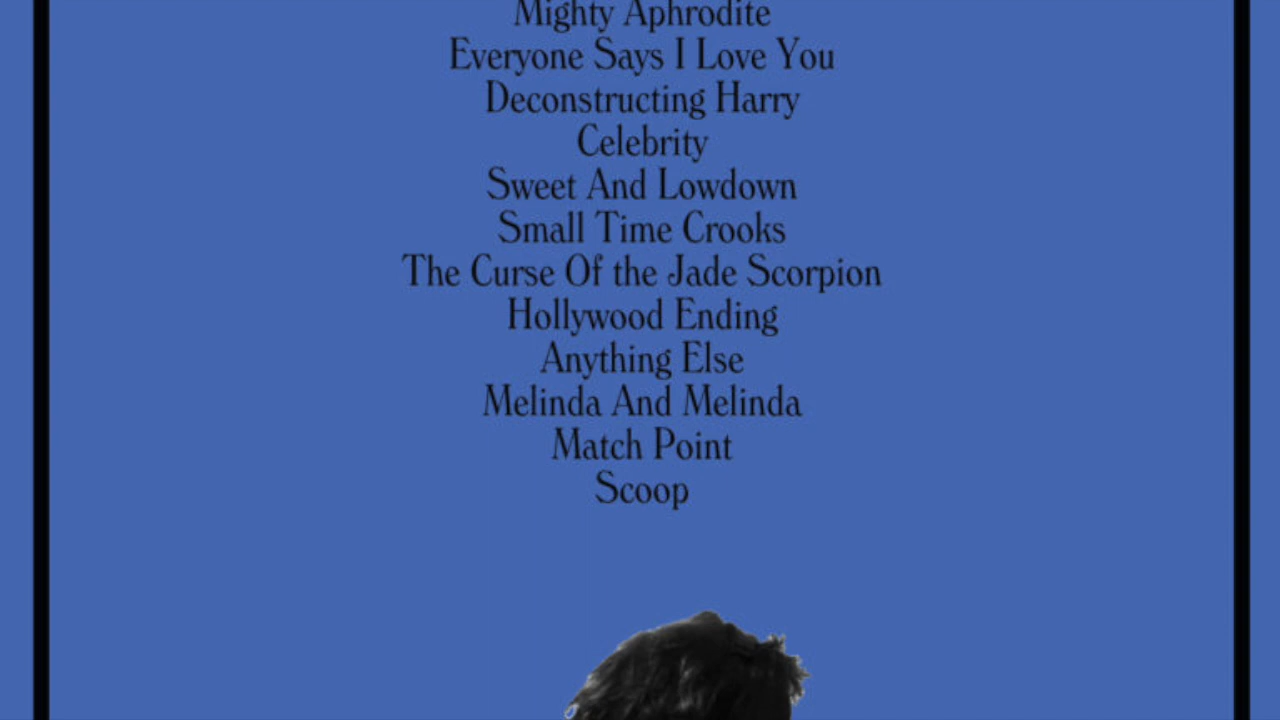 Mighty Aphrodite
Everyone Says I Love You
Deconstructing Harry
Celebrity
Sweet And Lowdown
Small Time Crooks
The Curse Of the Jade Scorpion
Hollywood Ending
Anything Else
Melinda And Melinda
Match Point
Scoop